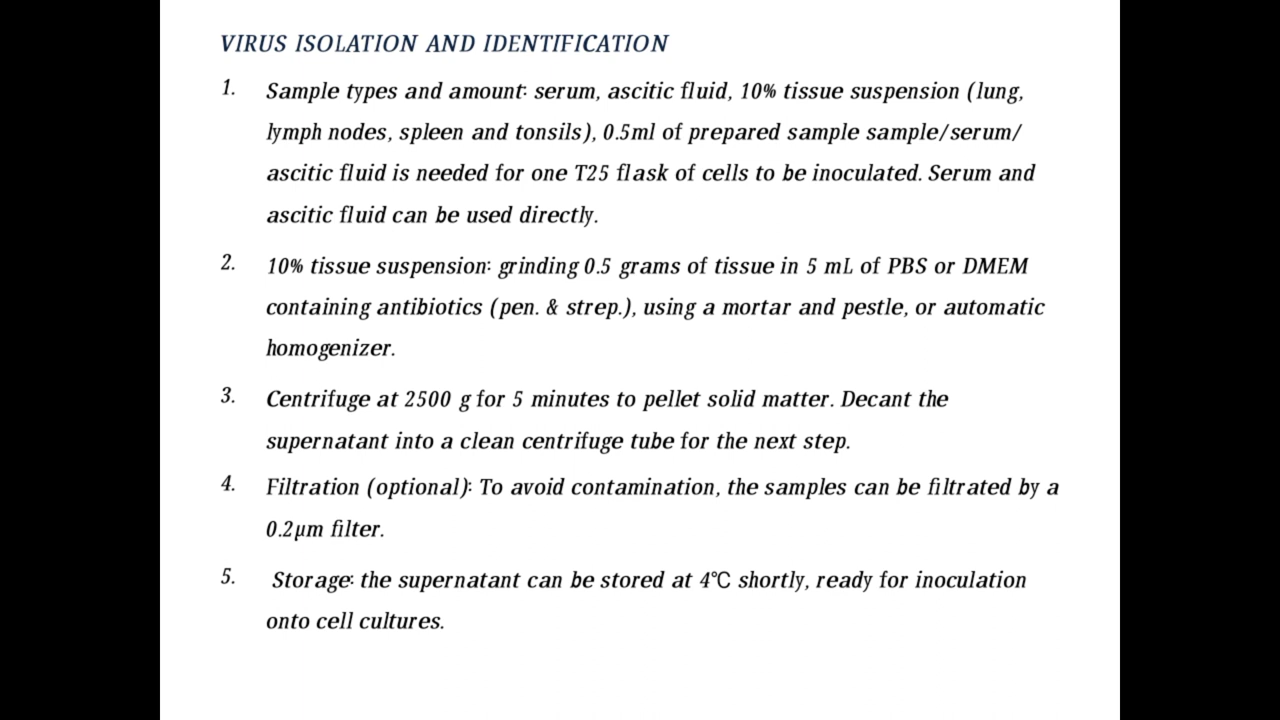 VIRUS ISOLATION AND IDENTIFICATION
1. Sample types and amount: serum, ascitic fluid, 10% tissue suspension (lung,
lymph nodes, spleen and tonsils), 0.5ml of prepared sample sample/serum/
ascitic fluid is needed for one T25 flask of cells to be inoculated. Serum and
ascitic fluid can be used directly.
2. 10% tissue suspension: grinding 0.5 grams of tissue in 5 mL of PBS or DMEM
containing antibiotics (pen. & strep.), using a mortar and pestle, or automatic
homogenizer.
3. Centrifuge at 2500 g for 5 minutes to pellet solid matter. Decant the
supernatant into a clean centrifuge tube for the next step.
4. Filtration (optional): To avoid contamination, the samples can be filtrated by a
0.2μm filter.
5. Storage: the supernatant can be stored at 4℃ shortly, ready for inoculation
onto cell cultures.